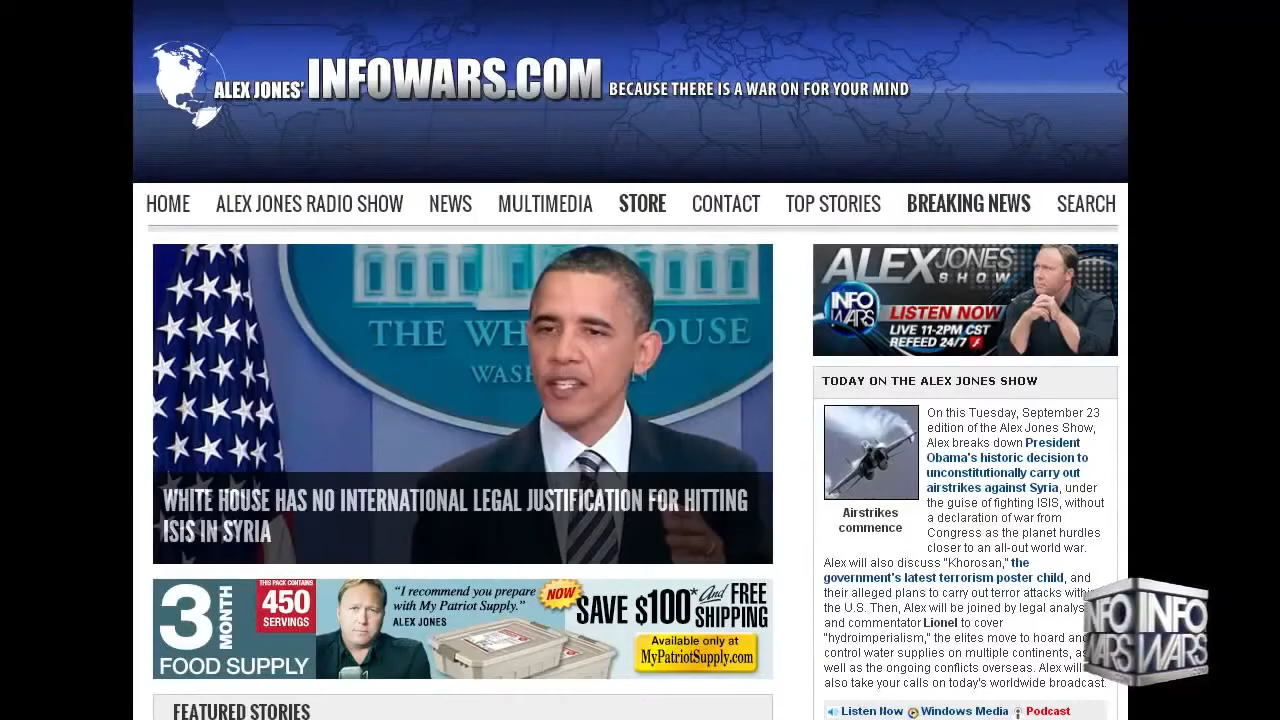 ALEX JONES' INFOWARS.COM BECAUSE THERE IS A WAR ON FOR YOUR MIND
HOME ALEX JONES RADIO SHOW NEWS MULTIMEDIA STORE CONTACT TOP STORIES BREAKING NEWS SEARCH
THE WH OUSE
WAS N
WHITE HOUSE HAS NO INTERNATIONAL LEGAL JUSTIFICATION FOR HITTING
ISIS IN SYRIA
3 MONTH
FOOD SUPPLY
THIS PACK CONTAINS
450
SERVINGS
"I recommend you prepare
with My Patriot Supply."
ALEX JONES
NOW
SAVE $100* And FREE
SHIPPING
Available only at
MyPatriotSupply.com
FEATURED STORIES
ALEX JONES
SHOW
INFO
WARS
LISTEN NOW
LIVE 11-2PM CST
REFEED 24/7
TODAY ON THE ALEX JONES SHOW
Airstrikes
commence
On this Tuesday, September 23
edition of the Alex Jones Show,
Alex breaks down President
Obama's historic decision to
unconstitutionally carry out
airstrikes against Syria, under
the guise of fighting ISIS, without
a declaration of war from
Congress as the planet hurdles
closer to an all-out world war.
Alex will also discuss "Khorosan," the
government's latest terrorism poster child, and
their alleged plans to carry out terror attacks with
the U.S. Then, Alex will be joined by legal
and commentator Lionel to cover
"hydroimperialism," the elites move to hoard
control water supplies on multiple continents,
well as the ongoing conflicts overseas. Alex will
also take your calls on today's worldwide broadcast.
Listen Now Windows Media Podcast
INFO
WARS
INFO
WARS
.COM